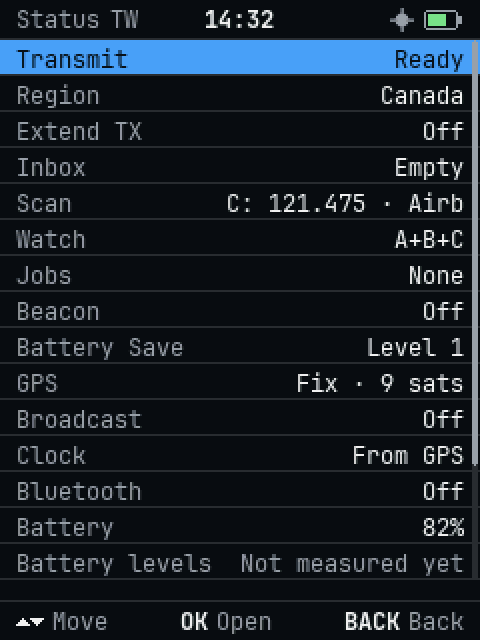 Status TW 14:32
Transmit Ready
Region Canada
Extend TX Off
Inbox Empty
Scan C: 121.475 · Airb
Watch A+B+C
Jobs None
Beacon Off
Battery Save Level 1
GPS Fix · 9 sats
Broadcast Off
Clock From GPS
Bluetooth Off
Battery 82%
Battery levels Not measured yet
Move OK Open BACK Back